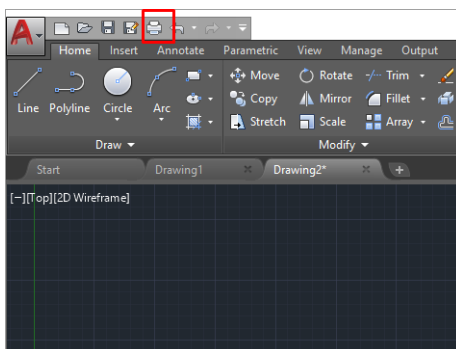 A
Home Insert Annotate Parametric View Manage Output
Line Polyline Circle Arc
Move Rotate Trim
Copy Mirror Fillet
Stretch Scale Array
Draw Modify
Start Drawing1 Drawing2* +
[−][Top][2D Wireframe]